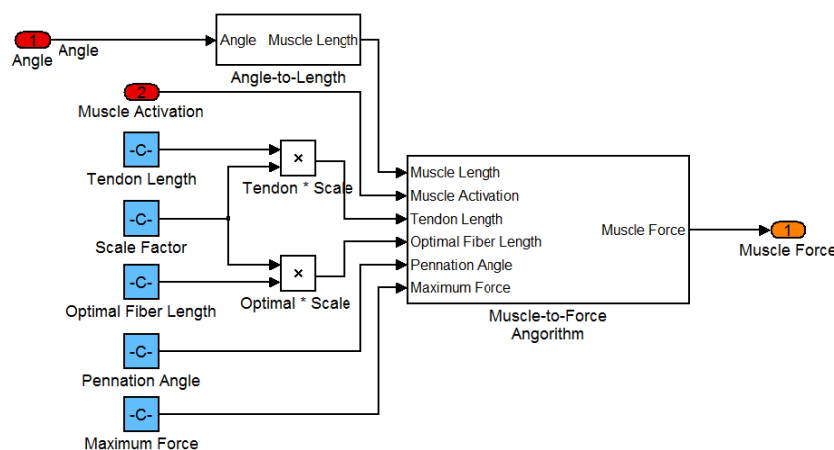 1
Angle
Angle
Angle Muscle Length
Angle-to-Length
2
Muscle Activation
-C-
Tendon Length
×
Tendon * Scale
-C-
Scale Factor
-C-
Optimal Fiber Length
×
Optimal * Scale
-C-
Pennation Angle
-C-
Maximum Force
Muscle Length
Muscle Activation
Tendon Length
Optimal Fiber Length
Pennation Angle
Maximum Force
Muscle Force
Muscle-to-Force
Angorithm
1
Muscle Force